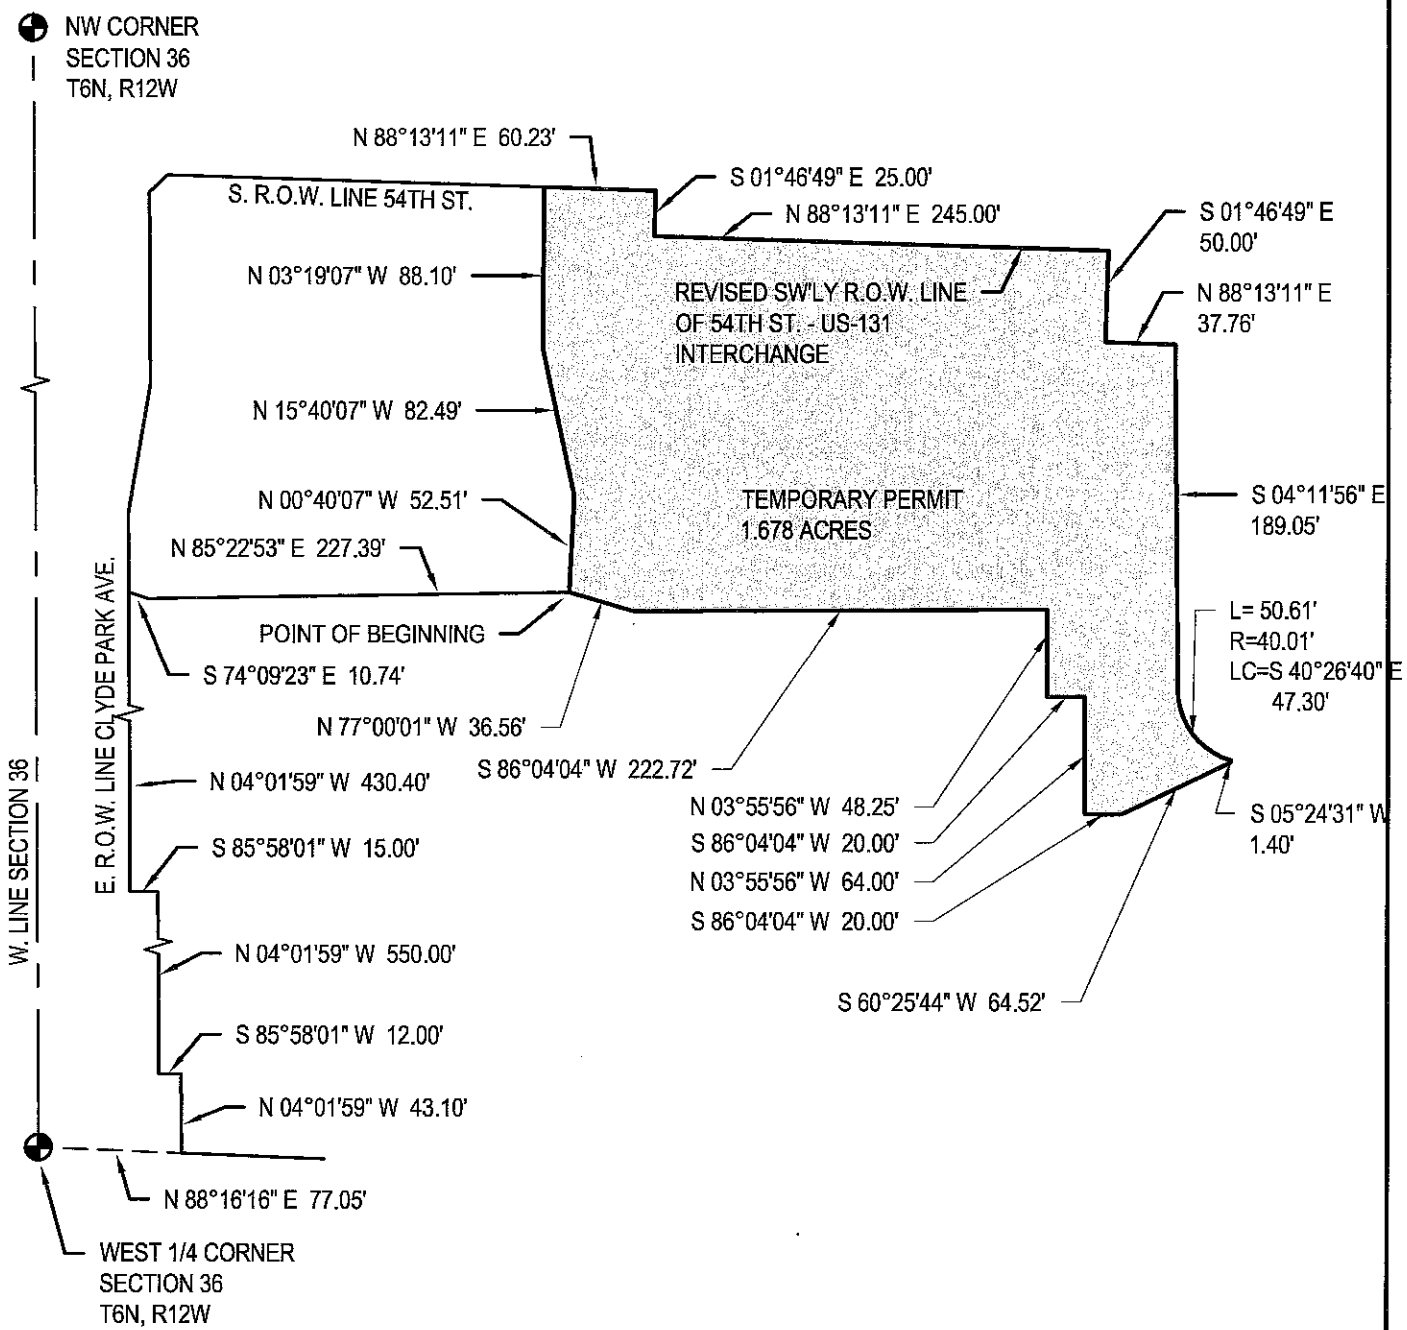 NW CORNER
SECTION 36
T6N, R12W
N 88°13'11" E 60.23'
S 01°46'49" E 25.00'
S. R.O.W. LINE 54TH ST.
N 88°13'11" E 245.00'
S 01°46'49" E
50.00'
N 03°19'07" W 88.10'
REVISED SW'LY R.O.W. LINE
OF 54TH ST. - US-131
INTERCHANGE
N 88°13'11" E
37.76'
N 15°40'07" W 82.49'
N 00°40'07" W 52.51'
TEMPORARY PERMIT
1.678 ACRES
S 04°11'56" E
189.05'
N 85°22'53" E 227.39'
POINT OF BEGINNING
L= 50.61'
R=40.01'
LC=S 40°26'40" E
47.30'
S 74°09'23" E 10.74'
E. R.O.W. LINE CLYDE PARK AVE.
N 77°00'01" W 36.56'
S 86°04'04" W 222.72'
W. LINE SECTION 36
N 04°01'59" W 430.40'
N 03°55'56" W 48.25'
S 86°04'04" W 20.00'
N 03°55'56" W 64.00'
S 86°04'04" W 20.00'
S 05°24'31" W
1.40'
S 85°58'01" W 15.00'
N 04°01'59" W 550.00'
S 60°25'44" W 64.52'
S 85°58'01" W 12.00'
N 04°01'59" W 43.10'
N 88°16'16" E 77.05'
WEST 1/4 CORNER
SECTION 36
T6N, R12W